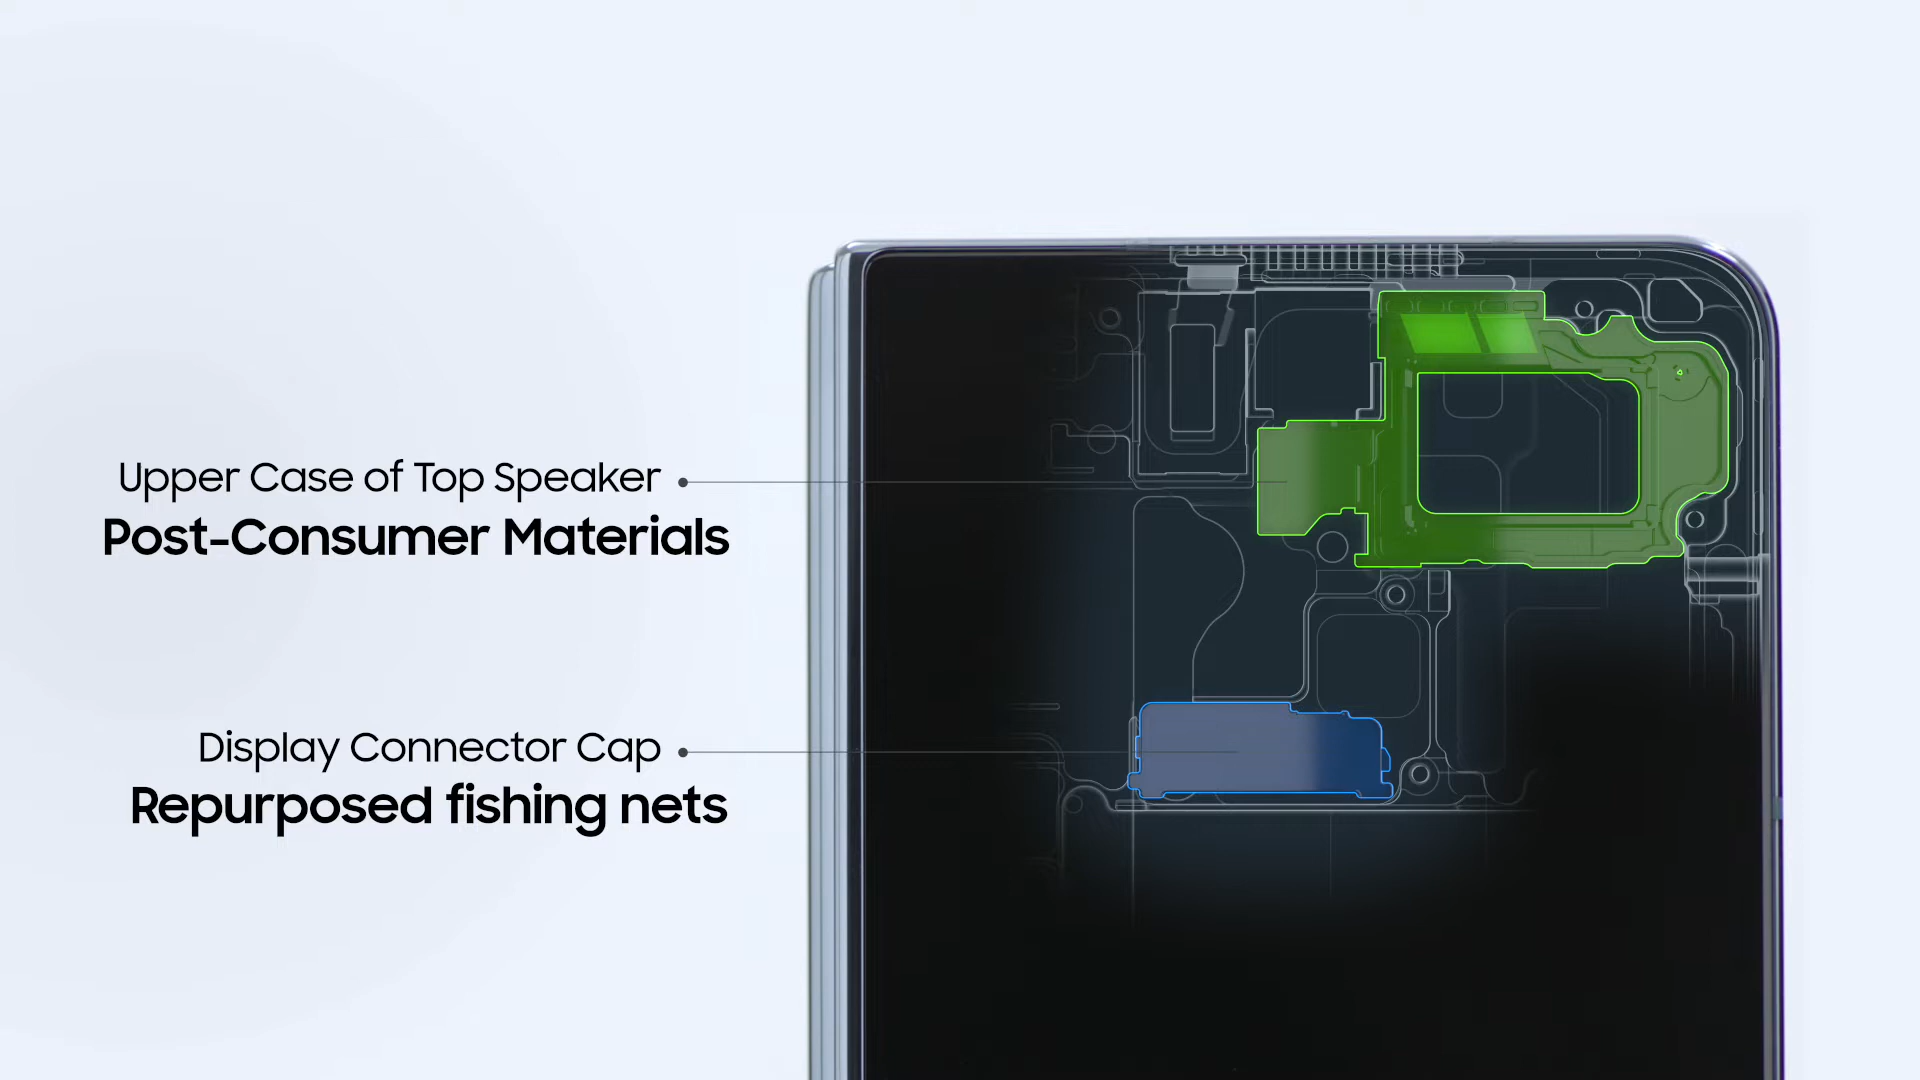 Upper Case of Top Speaker
Post-Consumer Materials
Display Connector Cap
Repurposed fishing nets